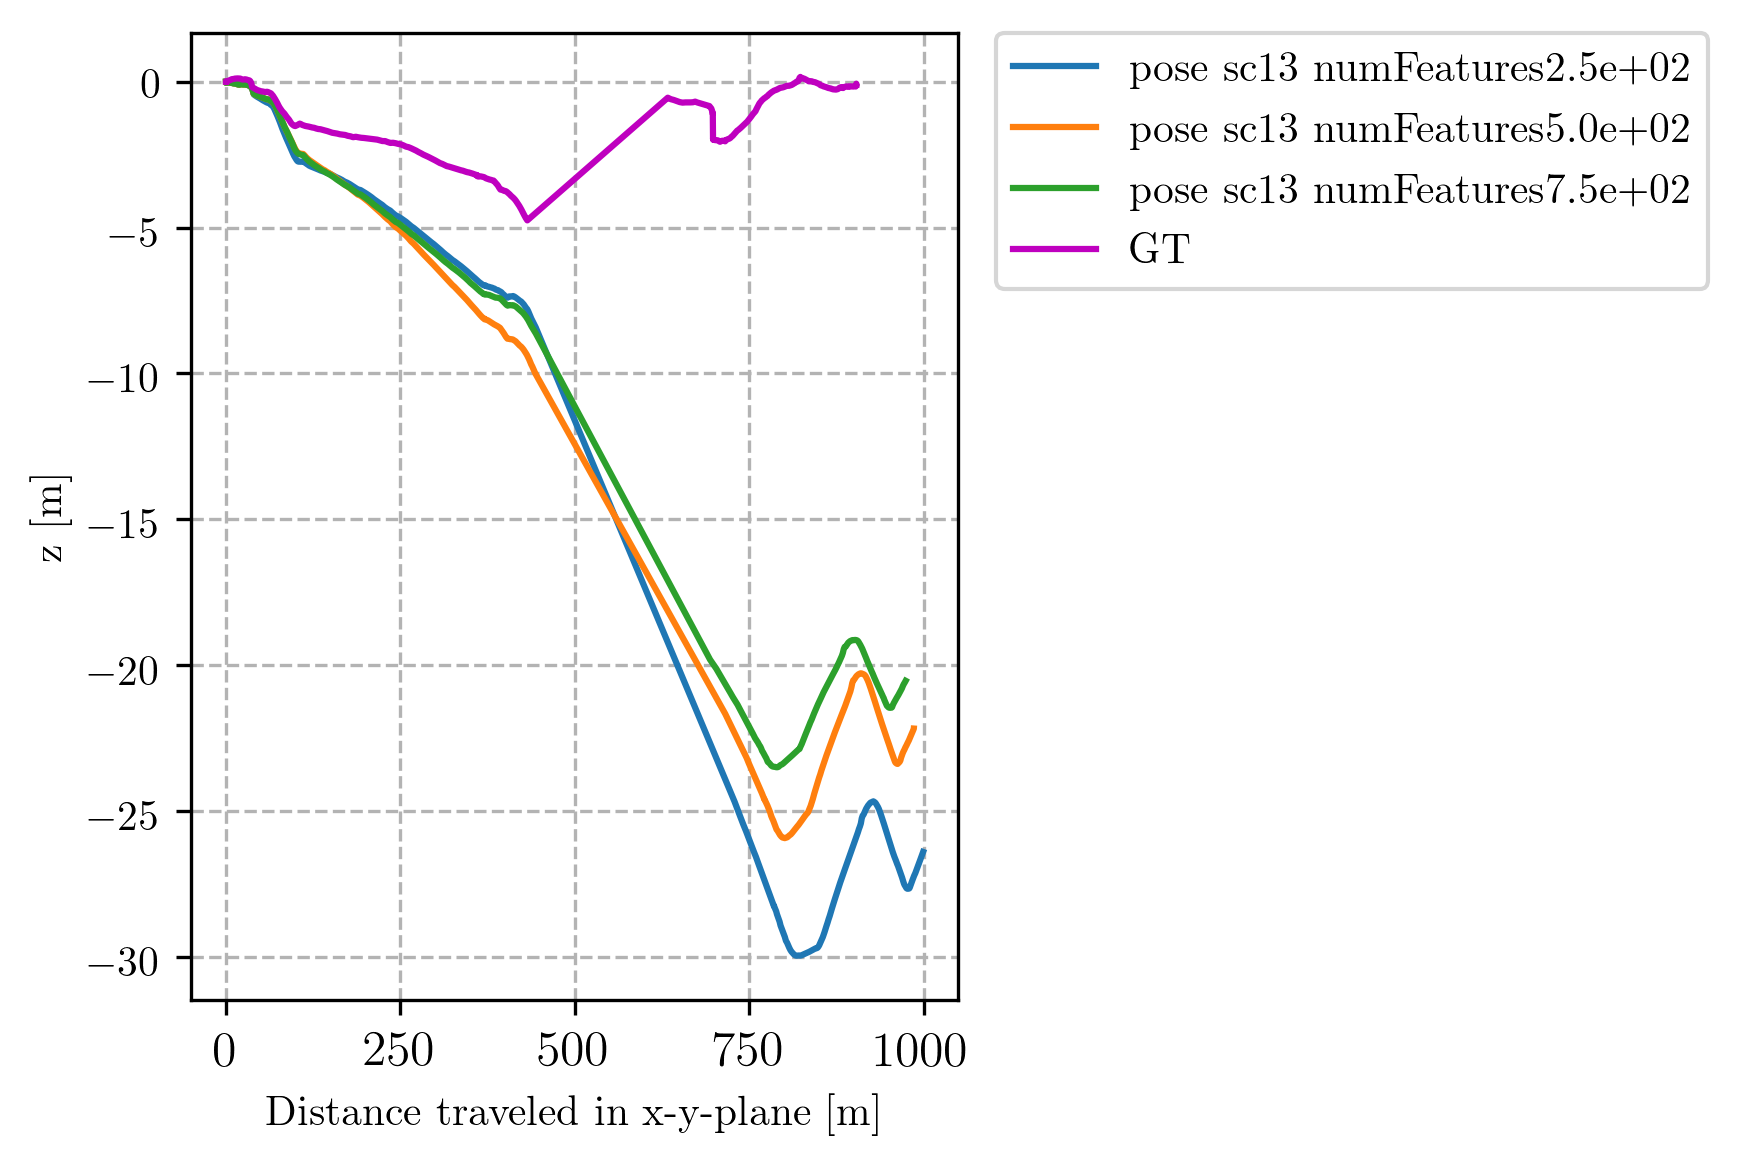 0
−5
−10
−15
−20
−25
−30
z [m]
0 250 500 750 1000
Distance traveled in x-y-plane [m]
pose sc13 numFeatures2.5e+02
pose sc13 numFeatures5.0e+02
pose sc13 numFeatures7.5e+02
GT